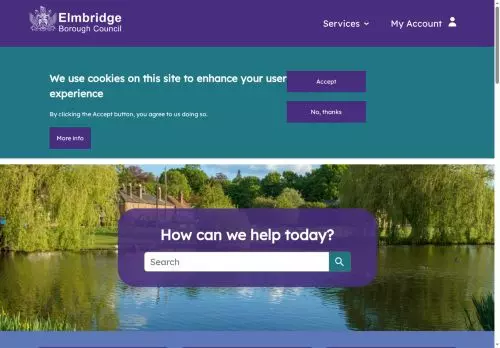 Elmbridge
Borough Council
Services
My Account
We use cookies on this site to enhance your user
experience
By clicking the Accept button, you agree to us doing so.
More info
Accept
No, thanks
How can we help today?
Search